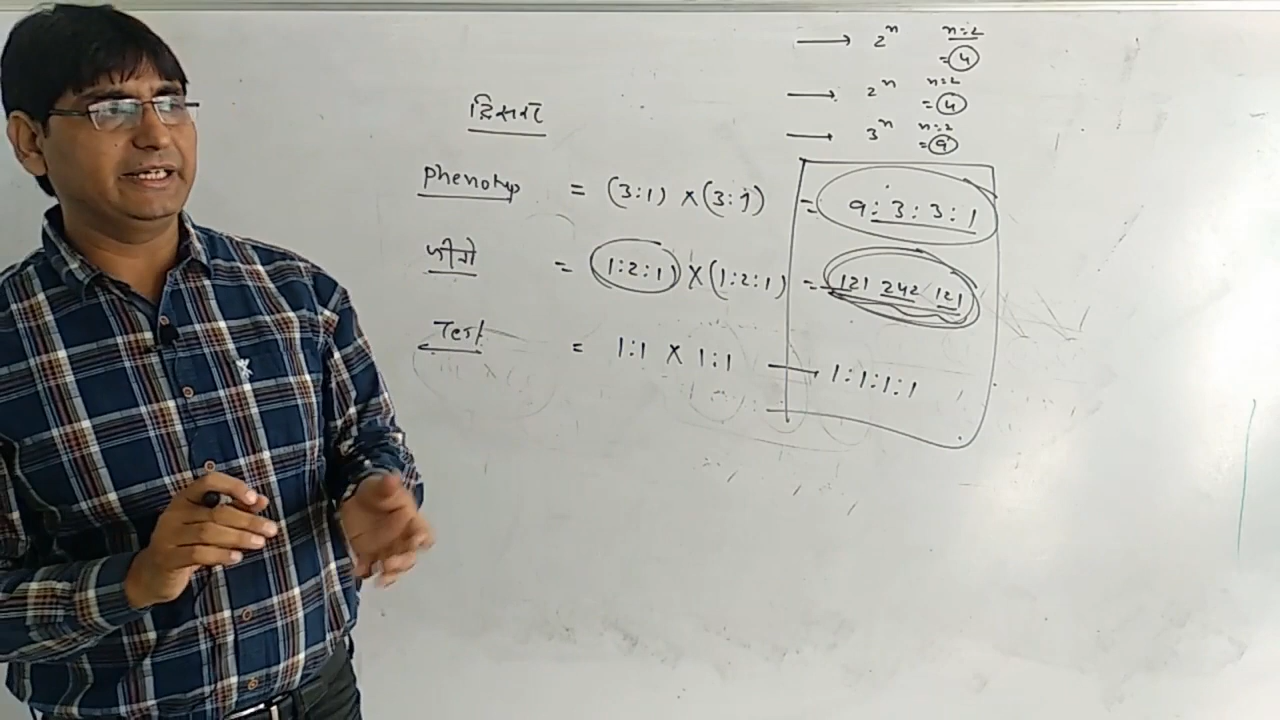 → 2ⁿ n=2
= 4
→ 2ⁿ n=2
= 4
→ 3ⁿ n=2
= 9
Phenotyp = (3:1) × (3:1) = 9:3:3:1
जीनो = (1:2:1) × (1:2:1) = 121 242 121
Test = 1:1 × 1:1 — 1:1:1:1